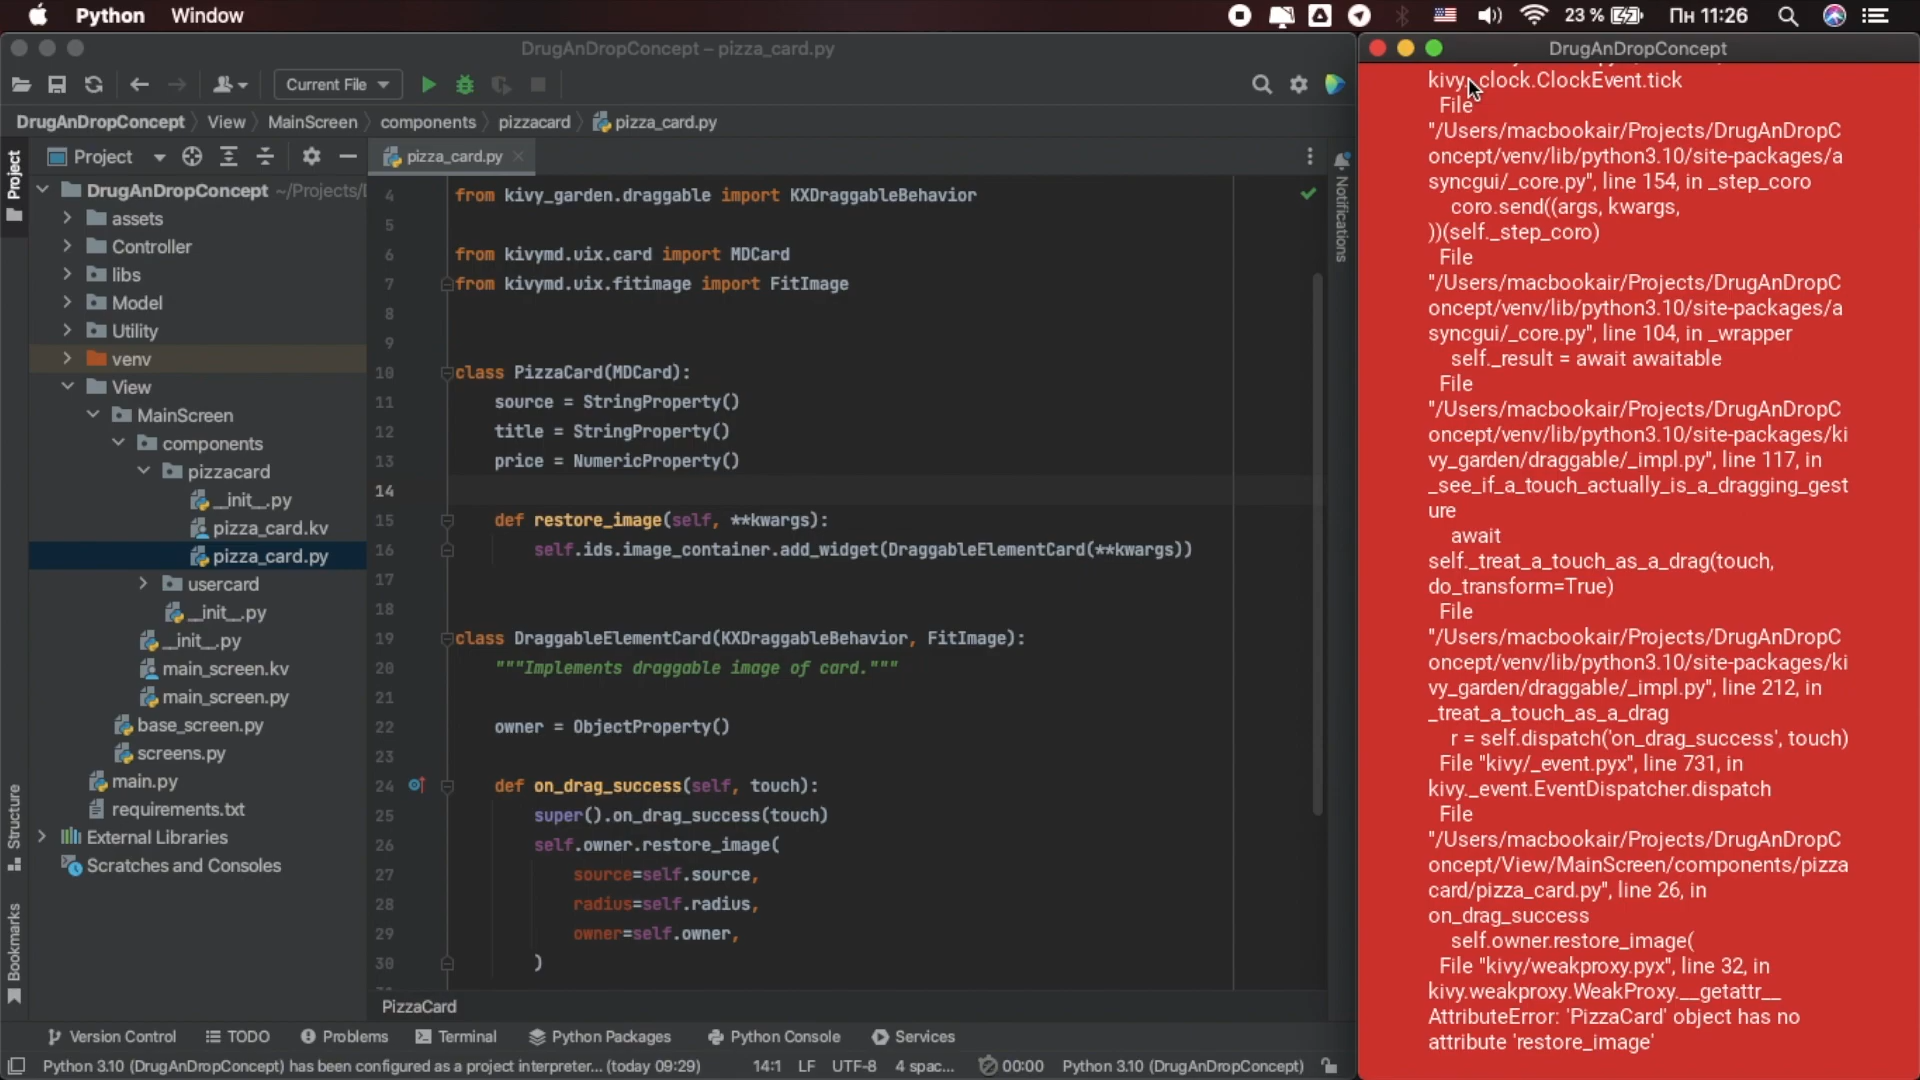 Python Window
23 % Пн 11:26
DrugAnDropConcept – pizza_card.py
Current File
DrugAnDropConcept View MainScreen components pizzacard pizza_card.py
Project
Project
pizza_card.py
Notifications
DrugAnDropConcept ~/Projects/
assets
Controller
libs
Model
Utility
venv
View
MainScreen
components
pizzacard
__init__.py
pizza_card.kv
pizza_card.py
usercard
__init__.py
__init__.py
main_screen.kv
main_screen.py
base_screen.py
screens.py
main.py
requirements.txt
External Libraries
Scratches and Consoles
Structure
Bookmarks
4 from kivy_garden.draggable import KXDraggableBehavior
5
6 from kivymd.uix.card import MDCard
7 from kivymd.uix.fitimage import FitImage
8
9
10 class PizzaCard(MDCard):
11 source = StringProperty()
12 title = StringProperty()
13 price = NumericProperty()
14
15 def restore_image(self, **kwargs):
16 self.ids.image_container.add_widget(DraggableElementCard(**kwargs))
17
18
19 class DraggableElementCard(KXDraggableBehavior, FitImage):
20 """Implements draggable image of card."""
21
22 owner = ObjectProperty()
23
24 def on_drag_success(self, touch):
25 super().on_drag_success(touch)
26 self.owner.restore_image(
27 source=self.source,
28 radius=self.radius,
29 owner=self.owner,
30 )
PizzaCard
Version Control TODO Problems Terminal Python Packages Python Console Services
Python 3.10 (DrugAnDropConcept) has been configured as a project interpreter... (today 09:29) 14:1 LF UTF-8 4 spac... 00:00 Python 3.10 (DrugAnDropConcept)
DrugAnDropConcept
kivy._clock.ClockEvent.tick
File
"/Users/macbookair/Projects/DrugAnDropC
oncept/venv/lib/python3.10/site-packages/a
syncgui/_core.py", line 154, in _step_coro
coro.send((args, kwargs,
))(self._step_coro)
File
"/Users/macbookair/Projects/DrugAnDropC
oncept/venv/lib/python3.10/site-packages/a
syncgui/_core.py", line 104, in _wrapper
self._result = await awaitable
File
"/Users/macbookair/Projects/DrugAnDropC
oncept/venv/lib/python3.10/site-packages/ki
vy_garden/draggable/_impl.py", line 117, in
_see_if_a_touch_actually_is_a_dragging_gest
ure
await
self._treat_a_touch_as_a_drag(touch,
do_transform=True)
File
"/Users/macbookair/Projects/DrugAnDropC
oncept/venv/lib/python3.10/site-packages/ki
vy_garden/draggable/_impl.py", line 212, in
_treat_a_touch_as_a_drag
r = self.dispatch('on_drag_success', touch)
File "kivy/_event.pyx", line 731, in
kivy._event.EventDispatcher.dispatch
File
"/Users/macbookair/Projects/DrugAnDropC
oncept/View/MainScreen/components/pizza
card/pizza_card.py", line 26, in
on_drag_success
self.owner.restore_image(
File "kivy/weakproxy.pyx", line 32, in
kivy.weakproxy.WeakProxy.__getattr__
AttributeError: 'PizzaCard' object has no
attribute 'restore_image'